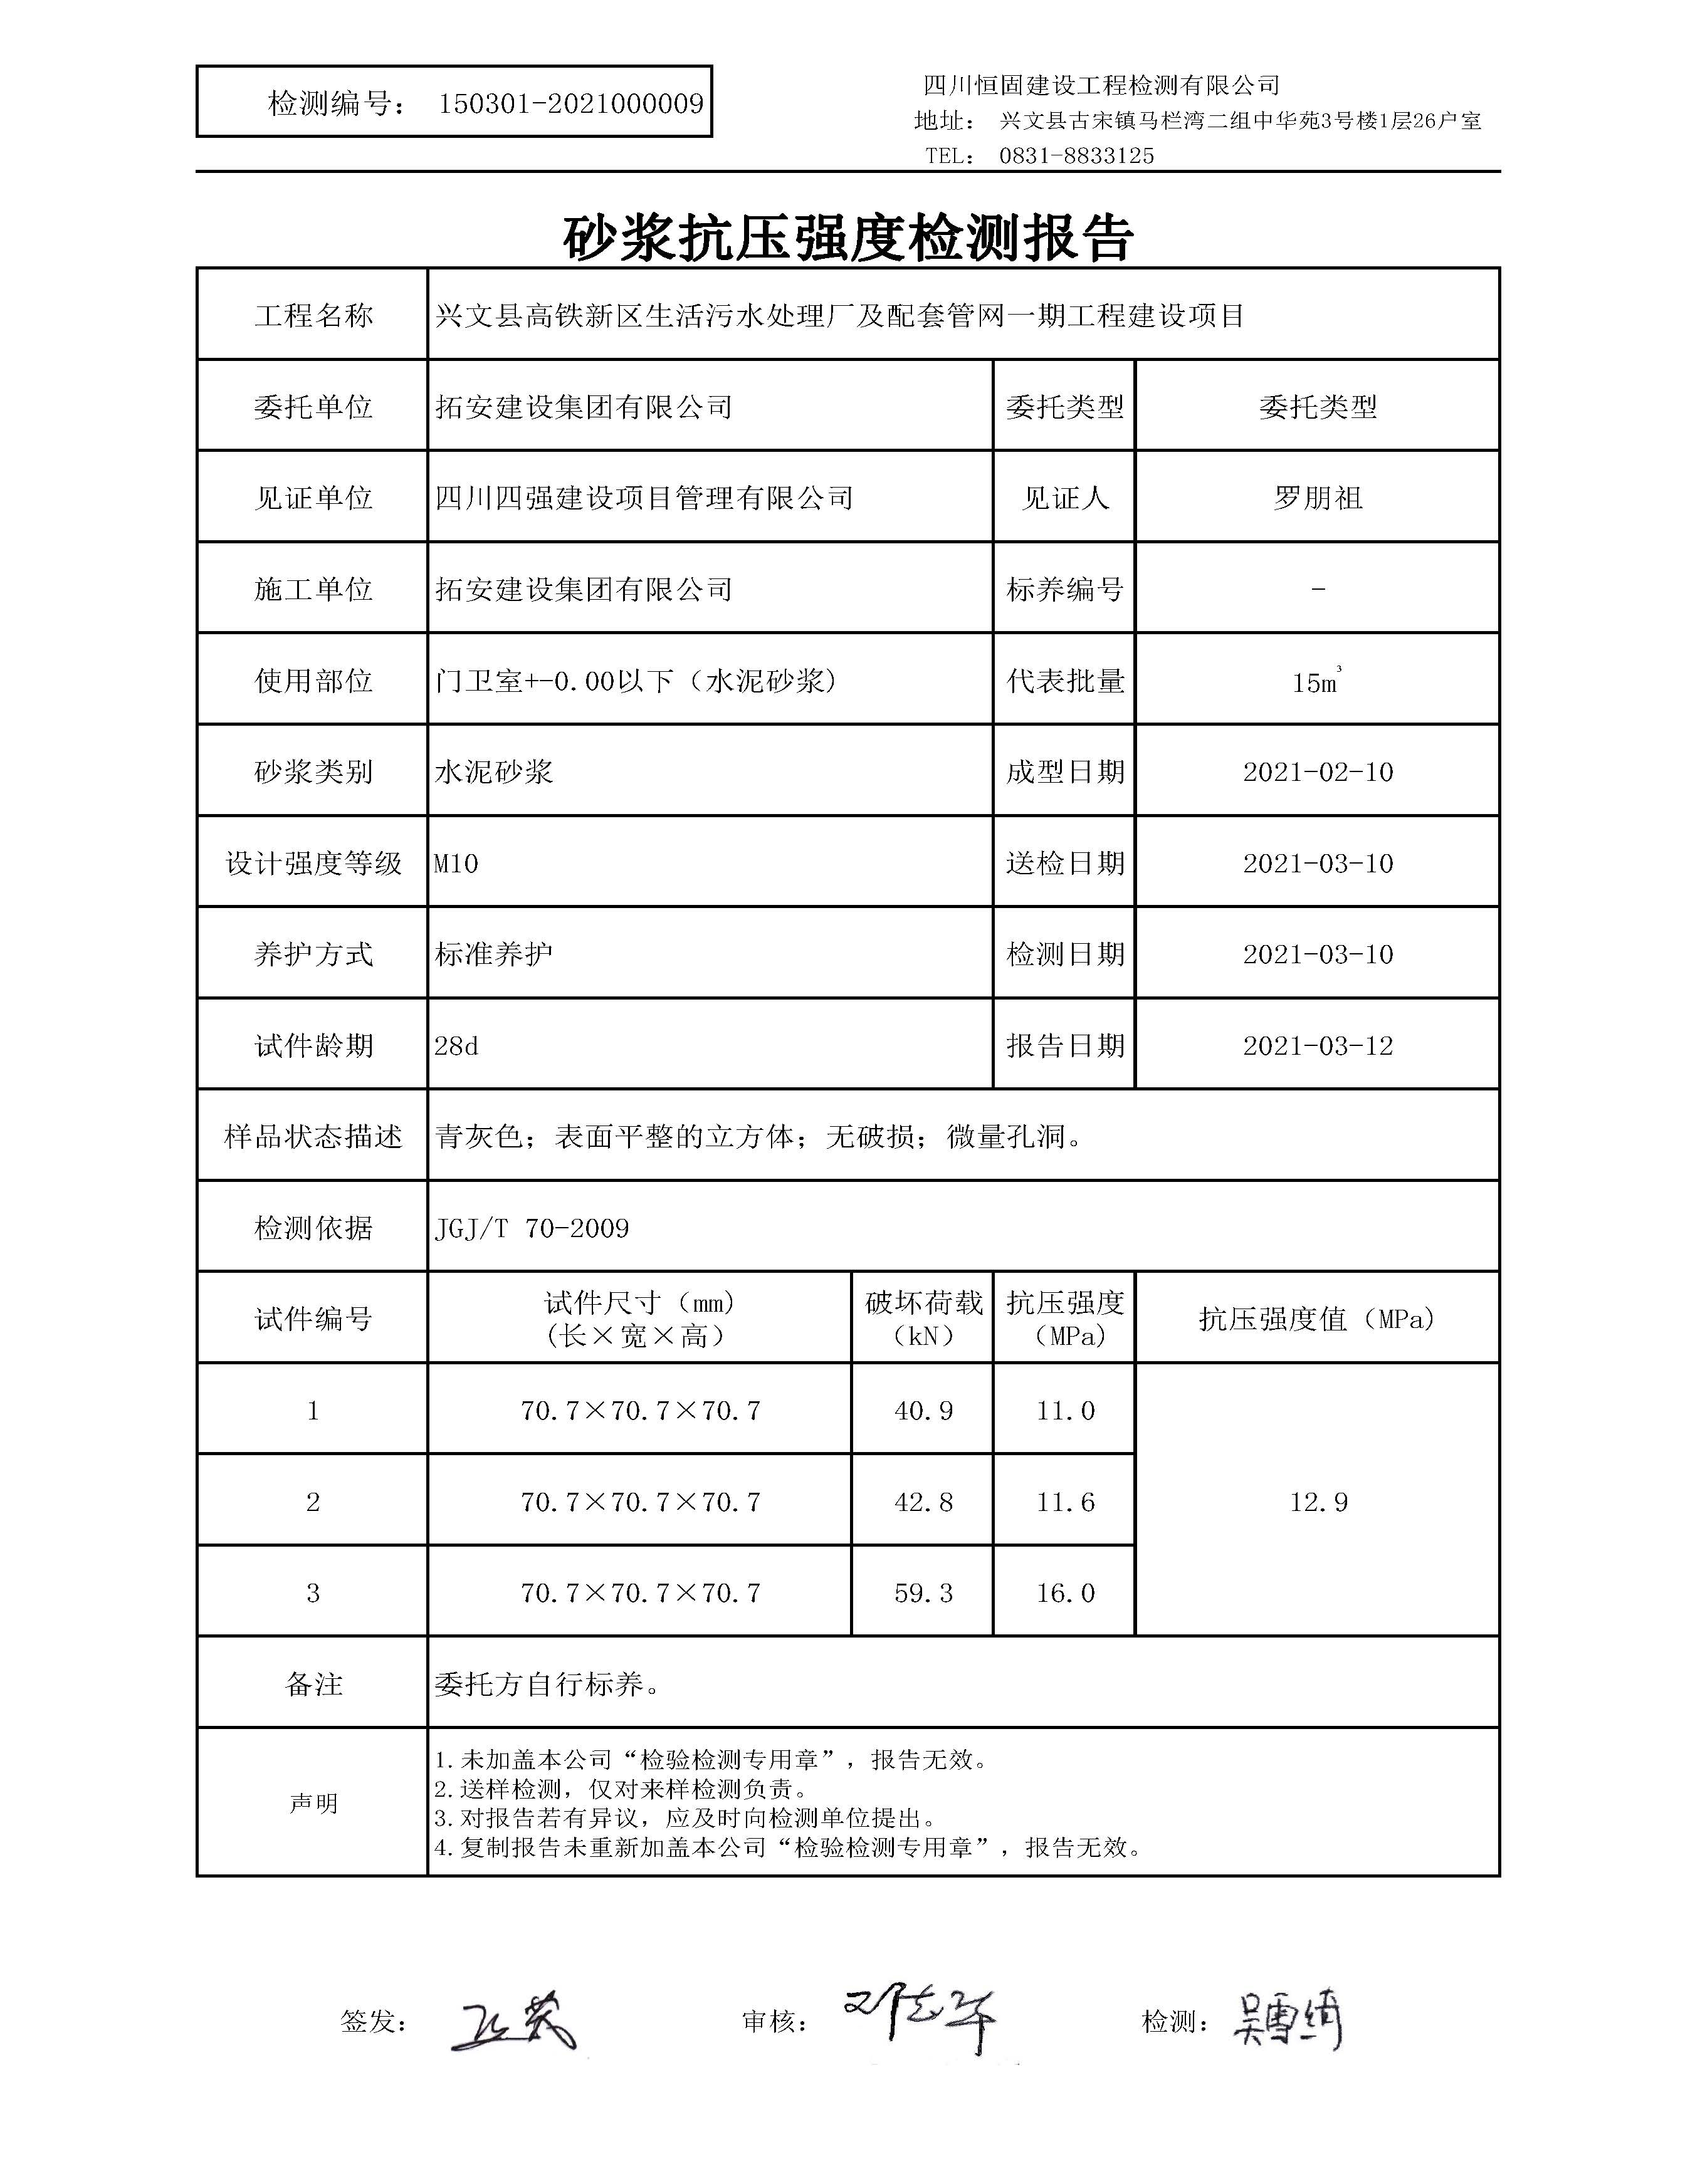 检测编号： 150301-2021000009
四川恒固建设工程检测有限公司
地址： 兴文县古宋镇马栏湾二组中华苑3号楼1层26户室
TEL： 0831-8833125
砂浆抗压强度检测报告
工程名称 兴文县高铁新区生活污水处理厂及配套管网一期工程建设项目
委托单位 拓安建设集团有限公司 委托类型 委托类型
见证单位 四川四强建设项目管理有限公司 见证人 罗朋祖
施工单位 拓安建设集团有限公司 标养编号 -
使用部位 门卫室+-0.00以下（水泥砂浆) 代表批量 15m³
砂浆类别 水泥砂浆 成型日期 2021-02-10
设计强度等级 M10 送检日期 2021-03-10
养护方式 标准养护 检测日期 2021-03-10
试件龄期 28d 报告日期 2021-03-12
样品状态描述 青灰色；表面平整的立方体；无破损；微量孔洞。
检测依据 JGJ/T 70-2009
试件编号 试件尺寸（mm) (长×宽×高） 破坏荷载（kN） 抗压强度（MPa) 抗压强度值（MPa)
1 70.7×70.7×70.7 40.9 11.0
2 70.7×70.7×70.7 42.8 11.6 12.9
3 70.7×70.7×70.7 59.3 16.0
备注 委托方自行标养。
声明
1.未加盖本公司“检验检测专用章”，报告无效。
2.送样检测，仅对来样检测负责。
3.对报告若有异议，应及时向检测单位提出。
4.复制报告未重新加盖本公司“检验检测专用章”，报告无效。
签发： 审核： 检测：吴雪绮